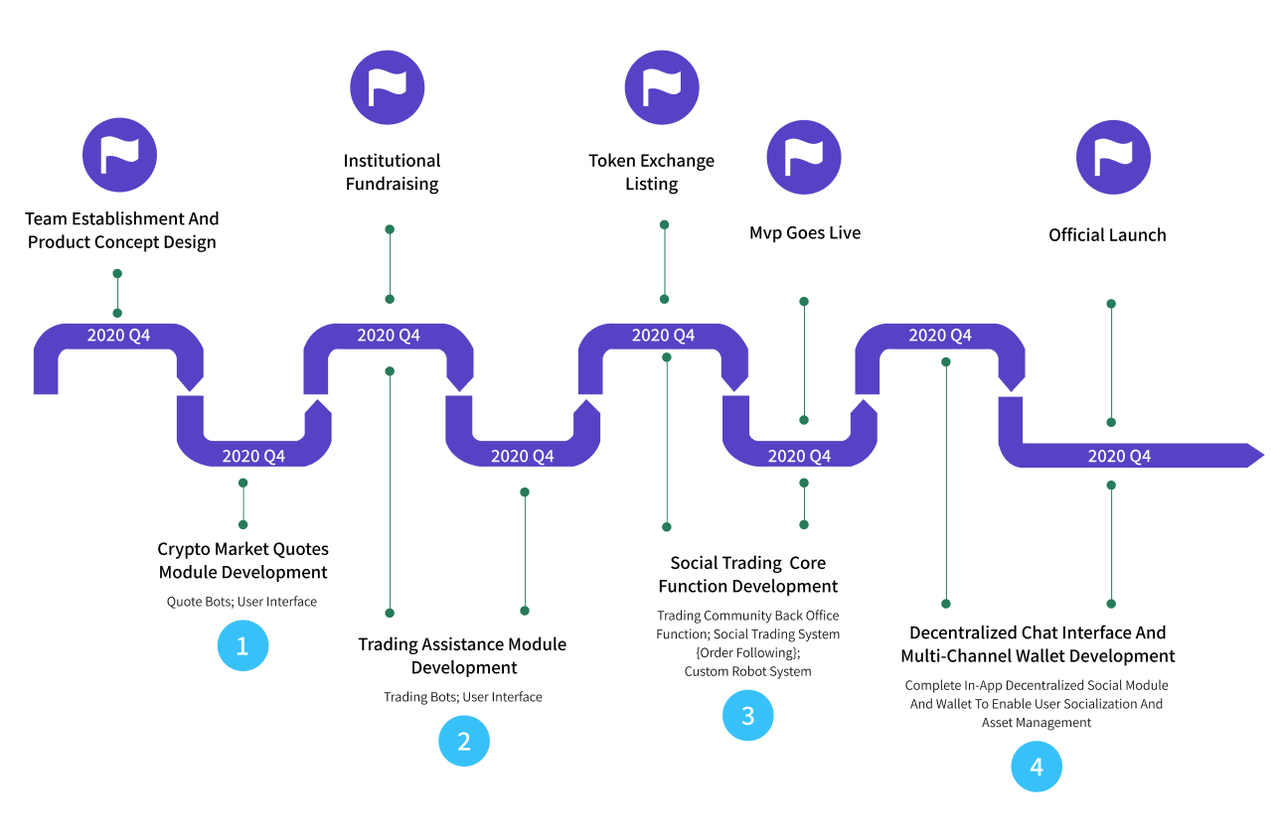 Institutional
Fundraising
Token Exchange
Listing
Team Establishment And
Product Concept Design
Mvp Goes Live
Official Launch
2020 Q4
2020 Q4
2020 Q4
2020 Q4
2020 Q4
2020 Q4
2020 Q4
2020 Q4
Crypto Market Quotes
Module Development
Quote Bots; User Interface
1
Trading Assistance Module
Development
Trading Bots; User Interface
2
Social Trading Core
Function Development
Trading Community Back Office
Function; Social Trading System
{Order Following};
Custom Robot System
3
Decentralized Chat Interface And
Multi-Channel Wallet Development
Complete In-App Decentralized Social Module
And Wallet To Enable User Socialization And
Asset Management
4